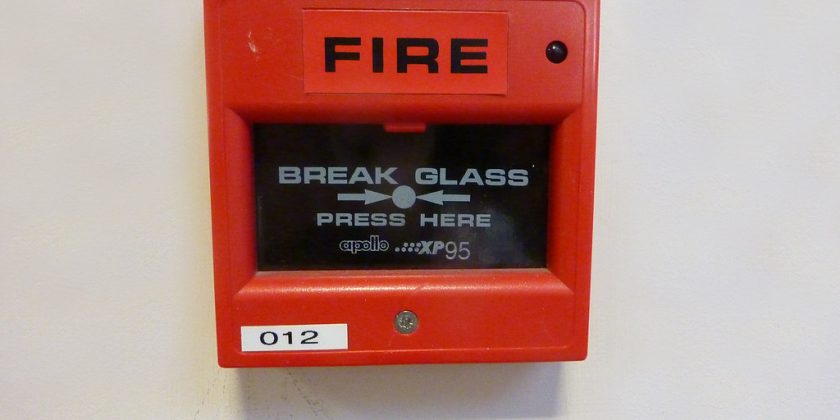 FIRE
BREAK GLASS
PRESS HERE
apollo XP95
012